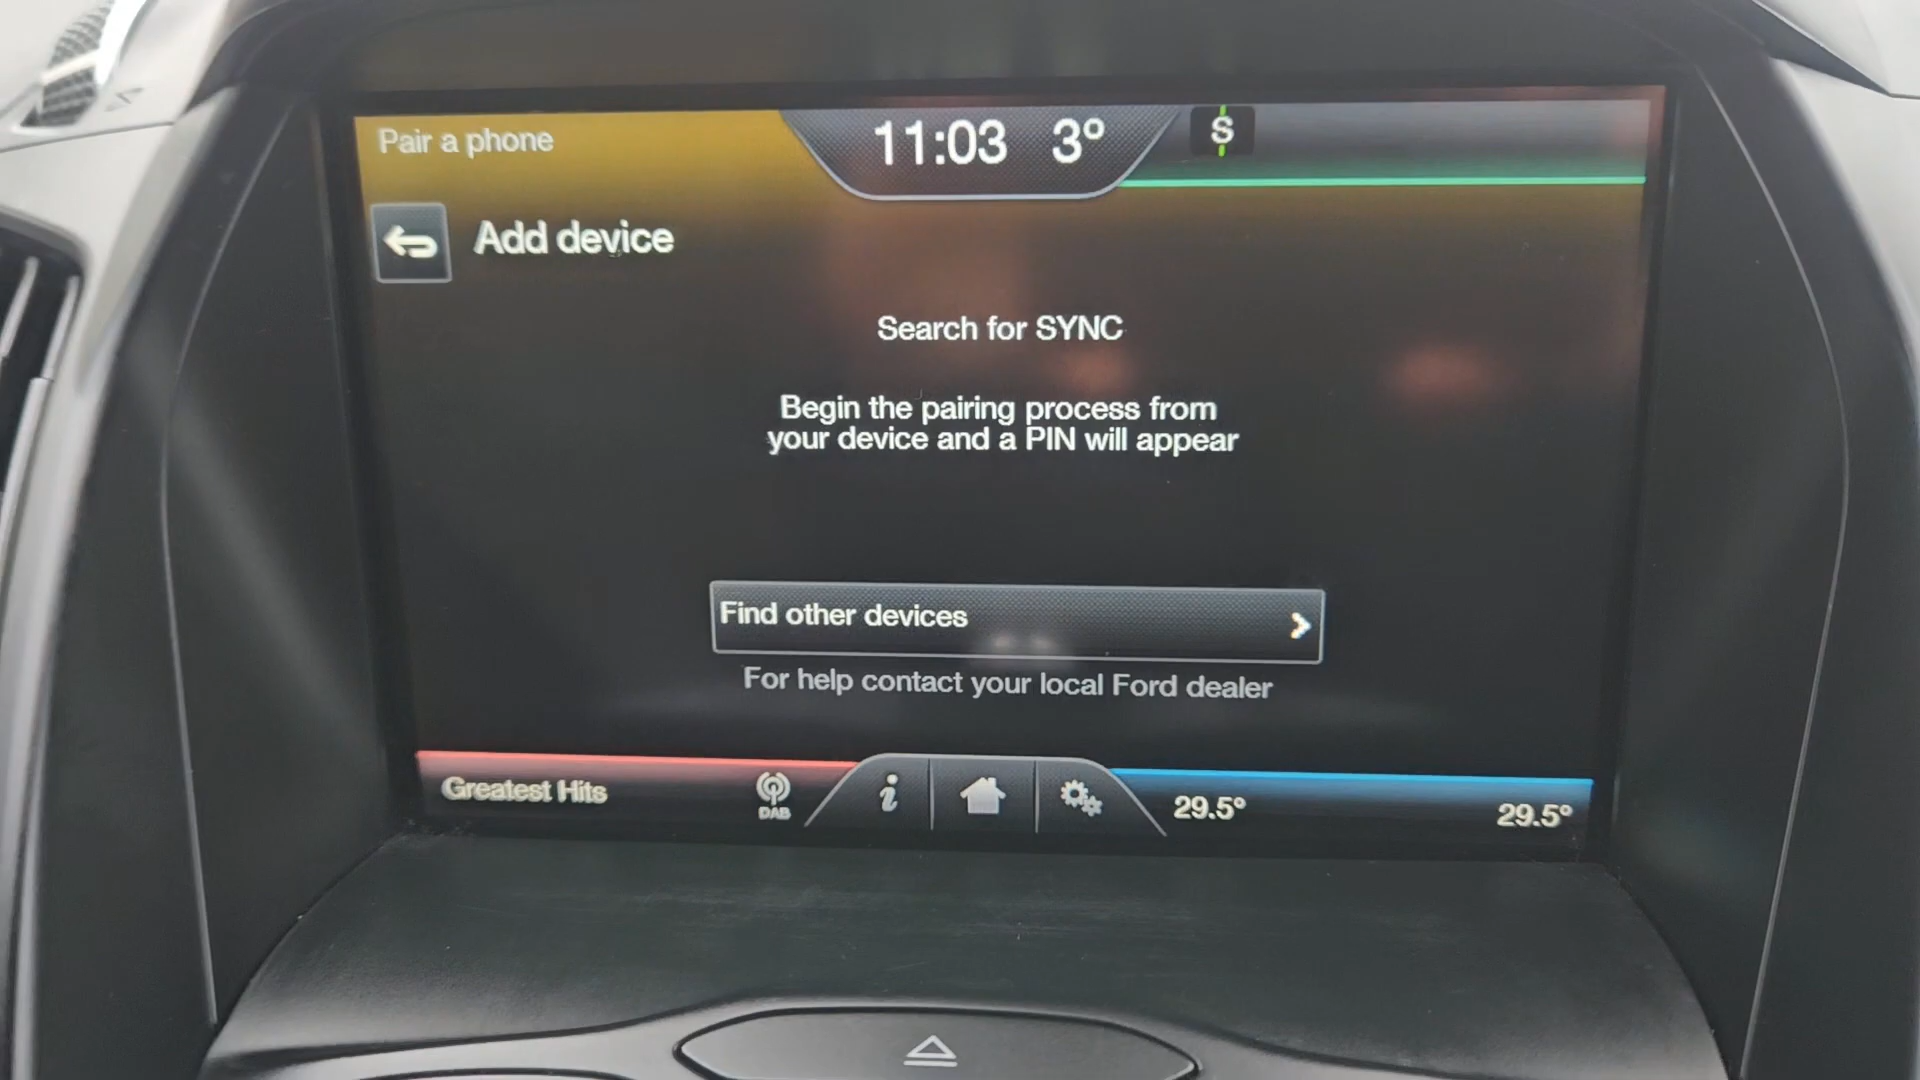 Pair a phone
11:03 3°
S
Add device
Search for SYNC
Begin the pairing process from
your device and a PIN will appear
Find other devices
For help contact your local Ford dealer
Greatest Hits
DAB
i
29.5°
29.5°